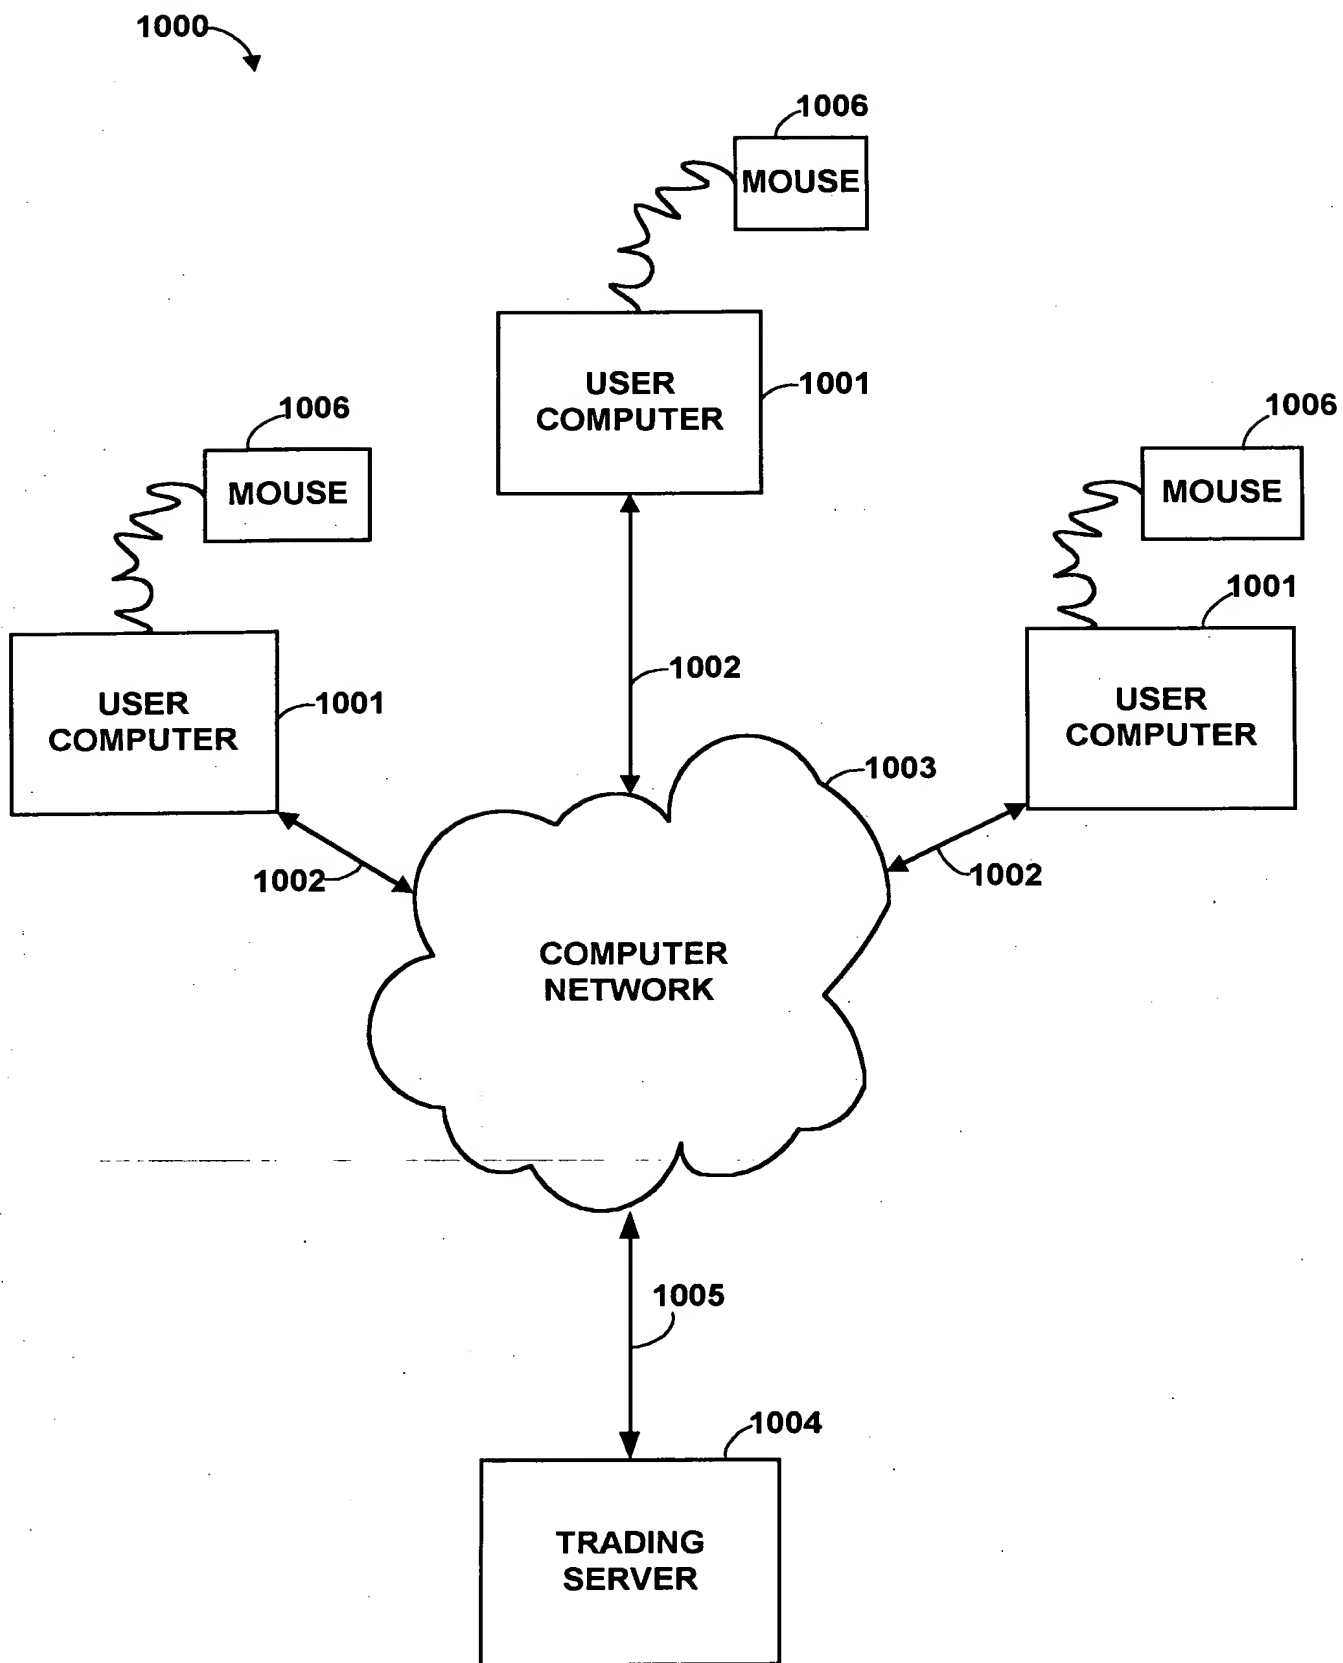 1000
1006
MOUSE
USER
COMPUTER
1001
1006
MOUSE
1006
MOUSE
1001
USER
COMPUTER
1001
USER
COMPUTER
1002
1003
1002
1002
COMPUTER
NETWORK
1005
1004
TRADING
SERVER